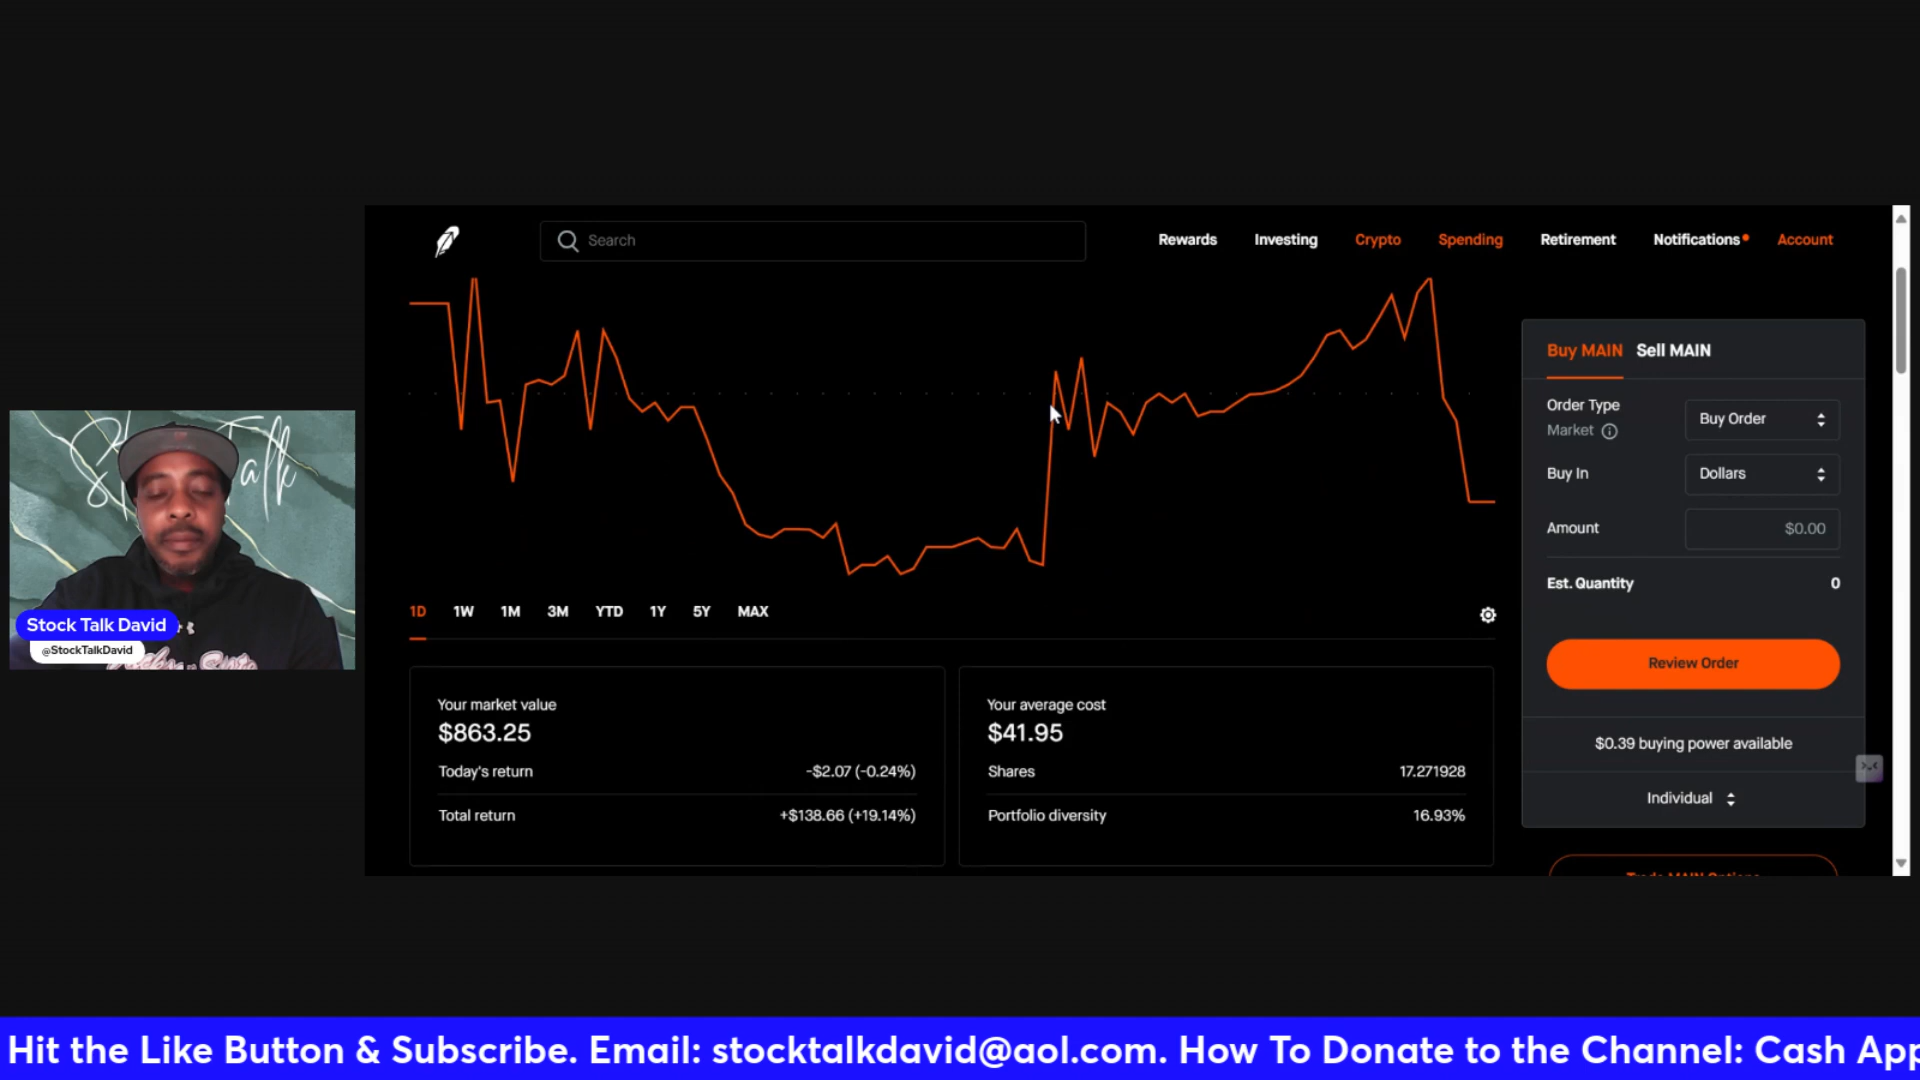 Search
Rewards
Investing
Crypto
Spending
Retirement
Notifications
Account
Buy MAIN
Sell MAIN
Order Type
Market
Buy Order
Buy In
Dollars
Amount
$0.00
Est. Quantity
0
Review Order
$0.39 buying power available
Individual
1D 1W 1M 3M YTD 1Y 5Y MAX
Your market value
$863.25
Today's return
-$2.07 (-0.24%)
Total return
+$138.66 (+19.14%)
Your average cost
$41.95
Shares
17.271928
Portfolio diversity
16.93%
Trade MAIN Options
Talk
Stock Talk David
@StockTalkDavid
Hit the Like Button & Subscribe. Email: stocktalkdavid@aol.com. How To Donate to the Channel: Cash App